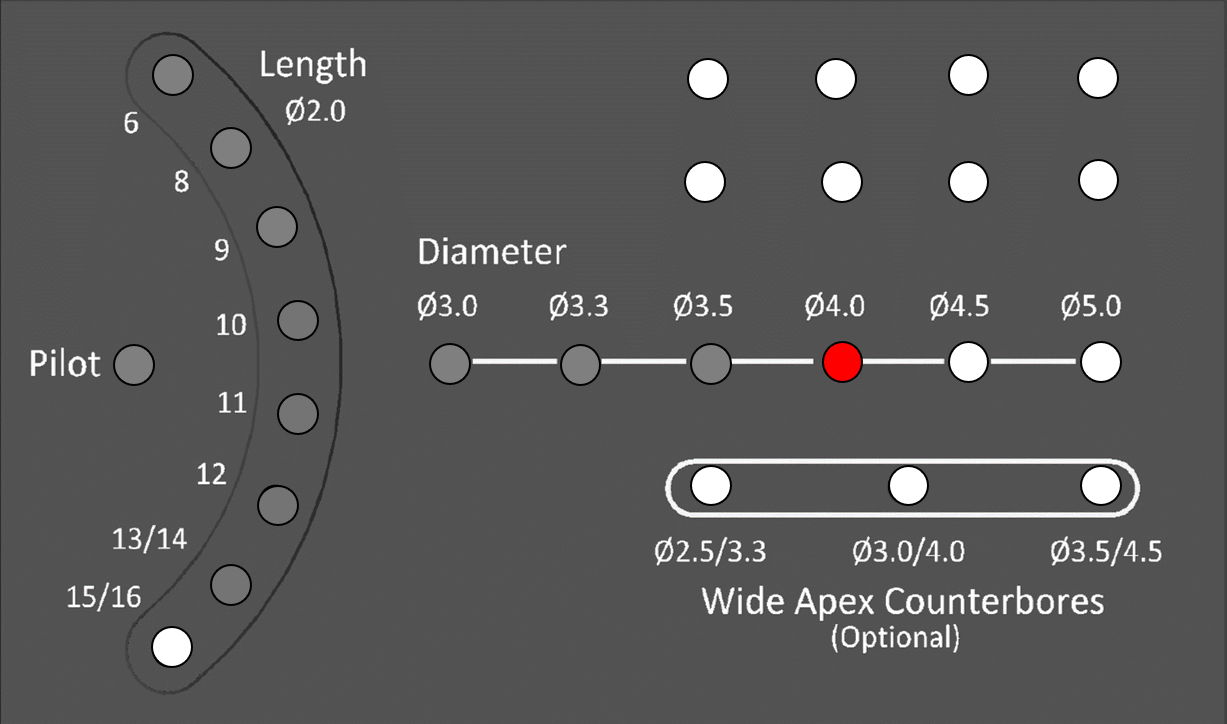 Length
Ø2.0
6
8
9
10
11
12
13/14
15/16
Pilot
Diameter
Ø3.0 Ø3.3 Ø3.5 Ø4.0 Ø4.5 Ø5.0
Ø2.5/3.3 Ø3.0/4.0 Ø3.5/4.5
Wide Apex Counterbores
(Optional)